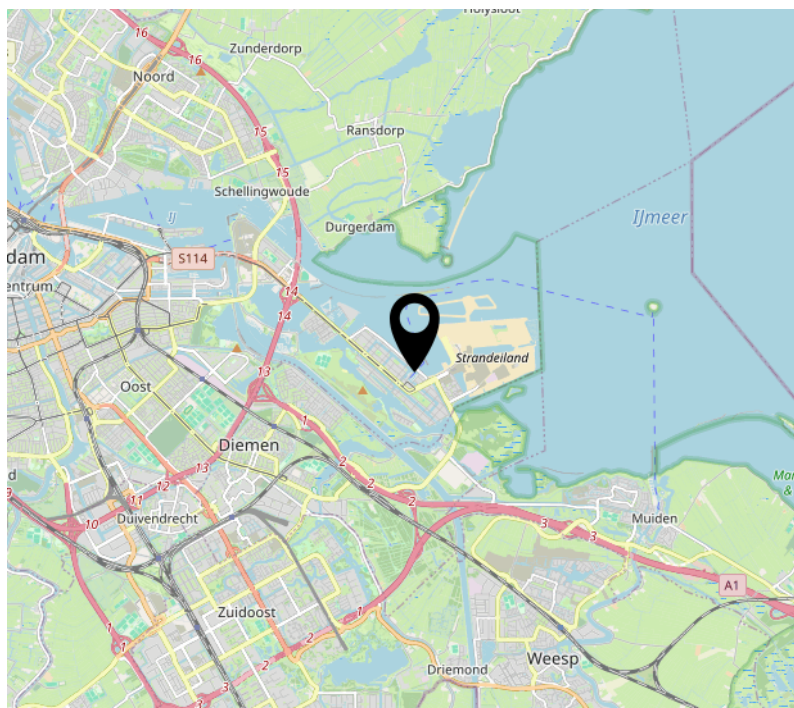 Holysloot
16
Zunderdorp
16
Noord
15
Ransdorp
15
Schellingwoude
IJ
Durgerdam
IJmeer
dam
S114
entrum
14
14
Strandeiland
Oost
13
1
Diemen
13
2
2
12
d
9
11
2
10
Duivendrecht
3
Muiden
3
A1
1
Zuidoost
1
1
2
2
Driemond
Weesp
3
3